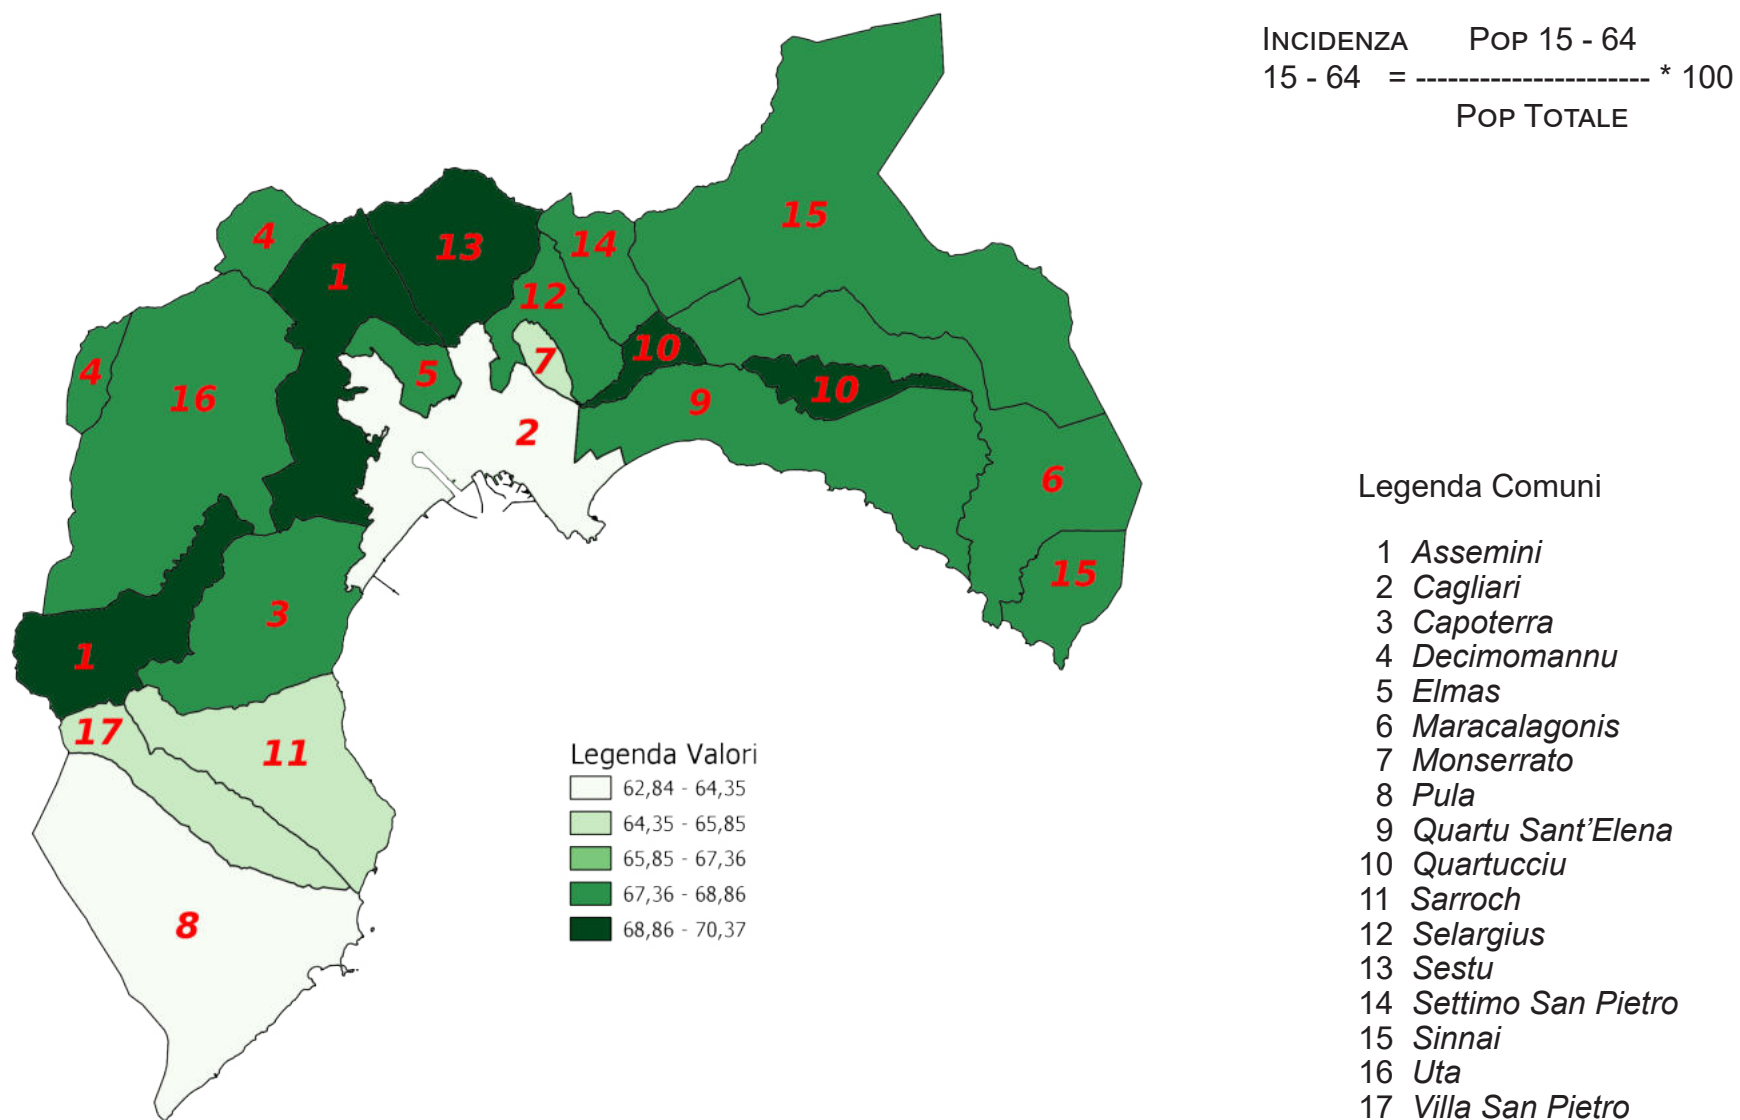 INCIDENZA POP 15 - 64
15 - 64 = ---------------------- * 100
POP TOTALE
15
4
13
14
1
12
10
7
5
4
16
10
9
2
6
15
3
1
17
11
8
Legenda Valori
62,84 - 64,35
64,35 - 65,85
65,85 - 67,36
67,36 - 68,86
68,86 - 70,37
Legenda Comuni
1 Assemini
2 Cagliari
3 Capoterra
4 Decimomannu
5 Elmas
6 Maracalagonis
7 Monserrato
8 Pula
9 Quartu Sant’Elena
10 Quartucciu
11 Sarroch
12 Selargius
13 Sestu
14 Settimo San Pietro
15 Sinnai
16 Uta
17 Villa San Pietro